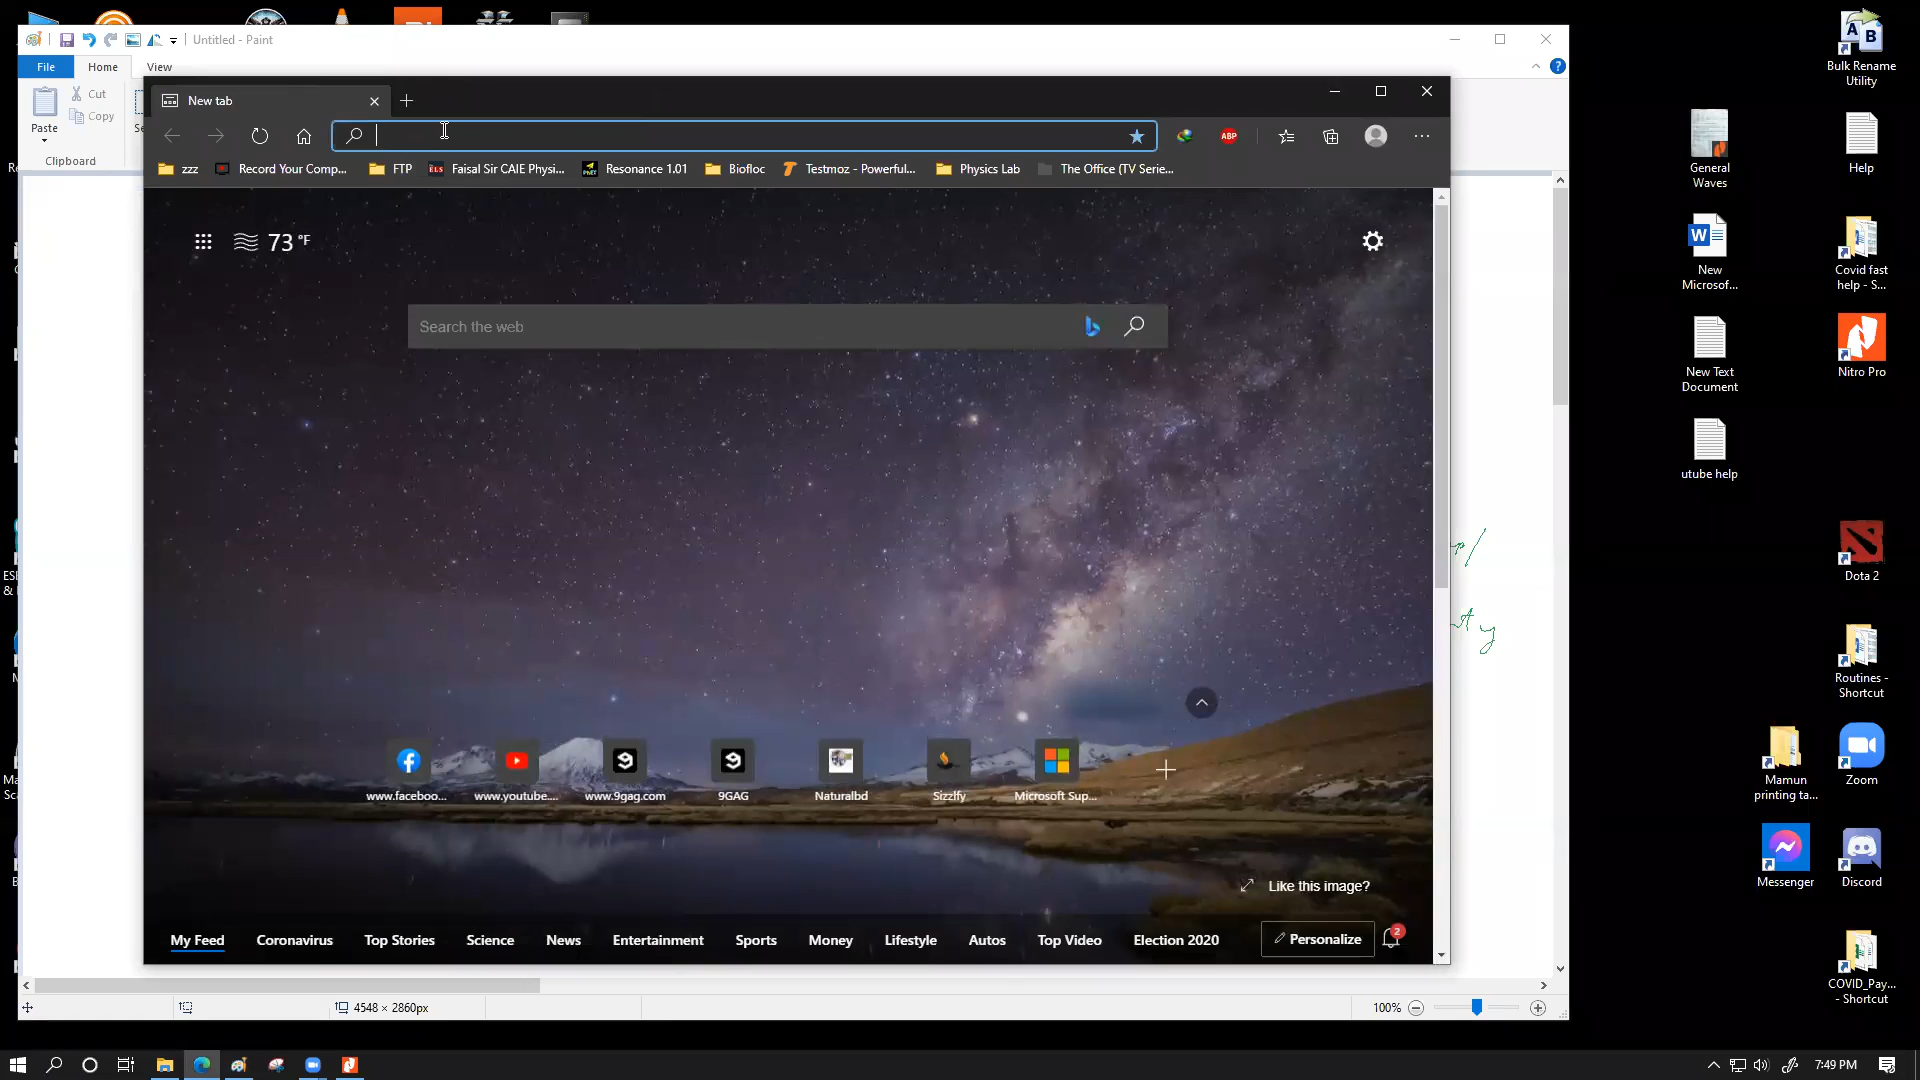 Untitled - Paint
File
Home
View
Cut
Copy
Paste
Clipboard
New tab
ABP
zzz
Record Your Comp...
FTP
ELS
Faisal Sir CAIE Physi...
Resonance 1.01
Biofloc
Testmoz - Powerful...
Physics Lab
The Office (TV Serie...
73 °F
Search the web
www.faceboo...
www.youtube....
www.9gag.com
9GAG
Naturalbd
Sizzlfy
Microsoft Sup...
Like this image?
My Feed
Coronavirus
Top Stories
Science
News
Entertainment
Sports
Money
Lifestyle
Autos
Top Video
Election 2020
Personalize
2
4548 × 2860px
100%
Bulk Rename
Utility
General
Waves
Help
New
Microsof...
Covid fast
help - S...
New Text
Document
Nitro Pro
utube help
Dota 2
Routines -
Shortcut
Mamun
printing ta...
Zoom
Messenger
Discord
COVID_Pay...
- Shortcut
7:49 PM